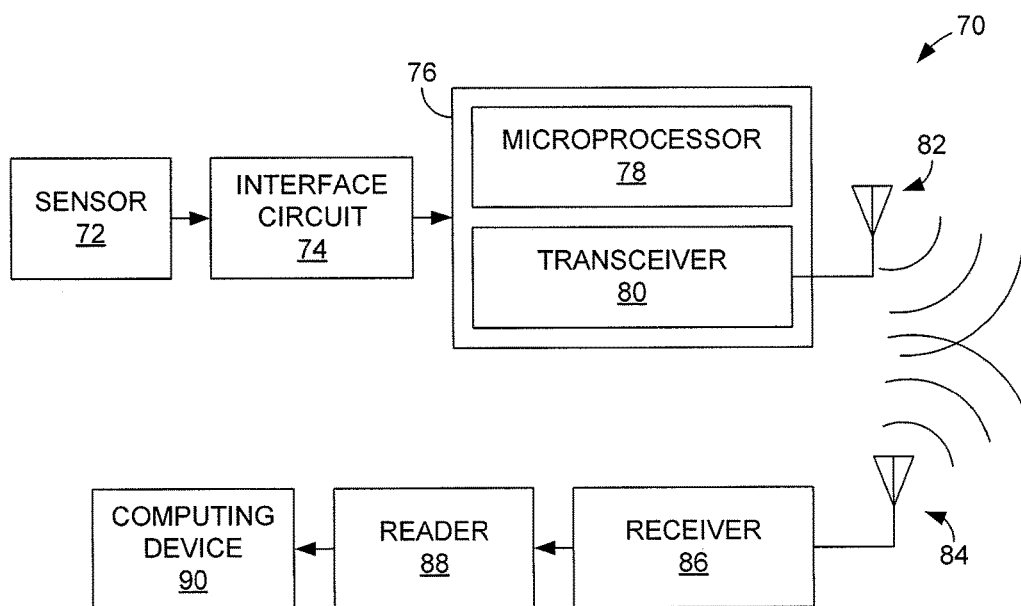 70
76
MICROPROCESSOR
78
82
SENSOR
72
INTERFACE
CIRCUIT
74
TRANSCEIVER
80
COMPUTING
DEVICE
90
READER
88
RECEIVER
86
84